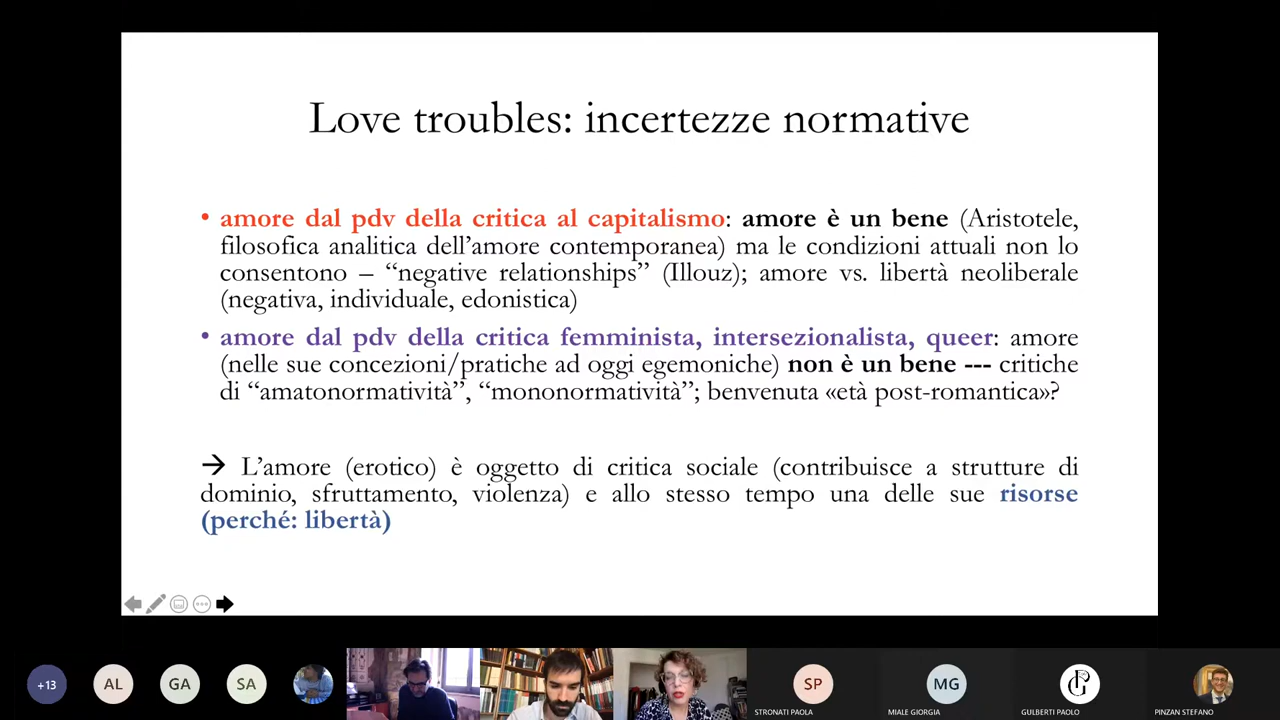 Love troubles: incertezze normative
• amore dal pdv della critica al capitalismo: amore è un bene (Aristotele,
filosofica analitica dell’amore contemporanea) ma le condizioni attuali non lo
consentono – “negative relationships” (Illouz); amore vs. libertà neoliberale
(negativa, individuale, edonistica)
• amore dal pdv della critica femminista, intersezionalista, queer: amore
(nelle sue concezioni/pratiche ad oggi egemoniche) non è un bene --- critiche
di “amatonormatività”, “mononormatività”; benvenuta «età post-romantica»?
→ L’amore (erotico) è oggetto di critica sociale (contribuisce a strutture di
dominio, sfruttamento, violenza) e allo stesso tempo una delle sue risorse
(perché: libertà)
+13
AL
GA
SA
SP
MG
STRONATI PAOLA
MIALE GIORGIA
GULBERTI PAOLO
PINZAN STEFANO